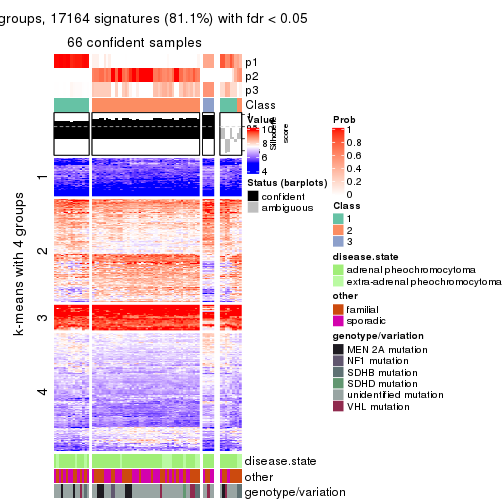 groups, 17164 signatures (81.1%) with fdr < 0.05
66 confident samples
p1
p2
p3
Class
Silhouette
score
Value
10
8
6
4
Status (barplots)
confident
ambiguous
Prob
1
0.8
0.6
0.4
0.2
0
Class
1
2
3
disease.state
adrenal pheochromocytoma
extra-adrenal pheochromocytoma
other
familial
sporadic
genotype/variation
MEN 2A mutation
NF1 mutation
SDHB mutation
SDHD mutation
unidentified mutation
VHL mutation
k-means with 4 groups
1
2
3
4
disease.state
other
genotype/variation